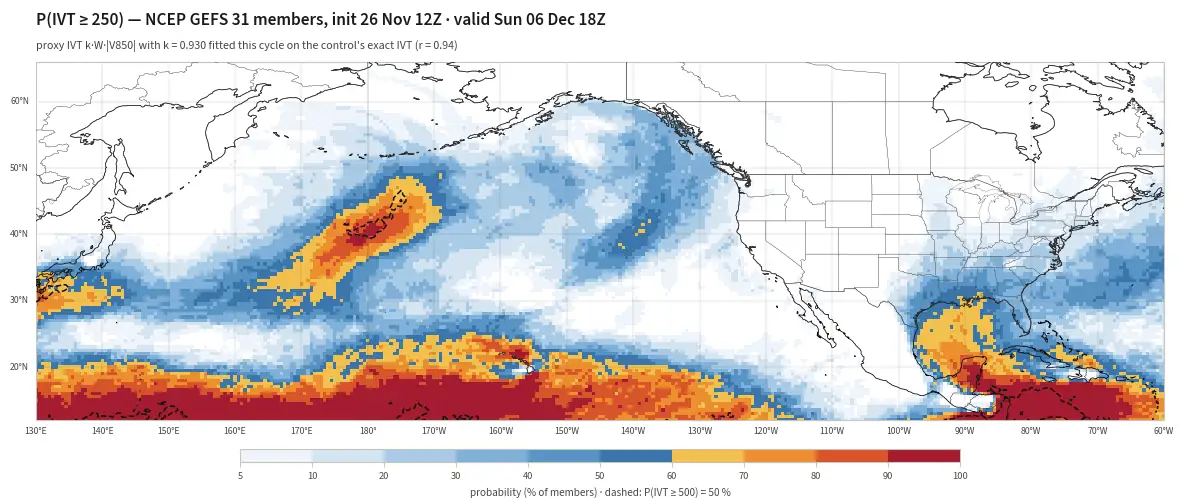 P(IVT ≥ 250) — NCEP GEFS 31 members, init 26 Nov 12Z · valid Sun 06 Dec 18Z
proxy IVT k·W·|V850| with k = 0.930 fitted this cycle on the control's exact IVT (r = 0.94)
60°N
50°N
40°N
30°N
20°N
130°E 140°E 150°E 160°E 170°E 180° 170°W 160°W 150°W 140°W 130°W 120°W 110°W 100°W 90°W 80°W 70°W 60°W
5 10 20 30 40 50 60 70 80 90 100
probability (% of members) · dashed: P(IVT ≥ 500) = 50 %